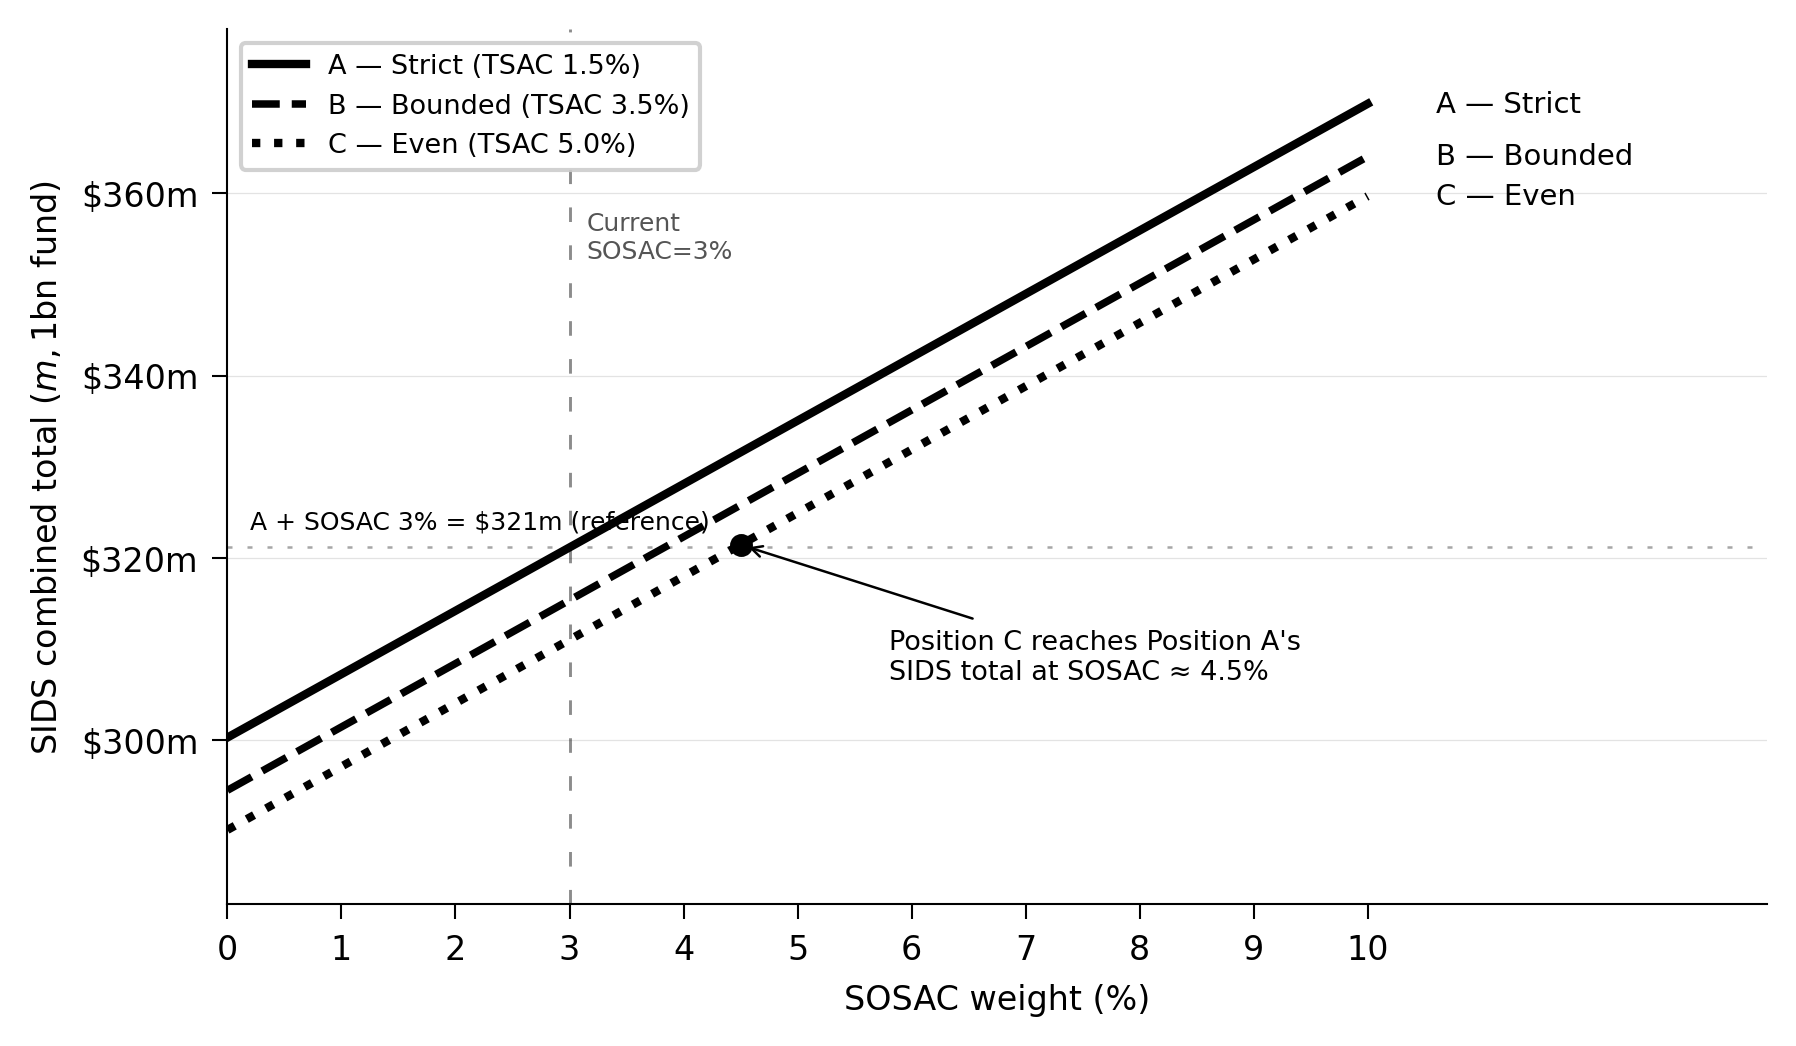 A — Strict (TSAC 1.5%)
B — Bounded (TSAC 3.5%)
C — Even (TSAC 5.0%)
A — Strict
B — Bounded
C — Even
Current
SOSAC=3%
A + SOSAC 3% = $321m (reference)
Position C reaches Position A's
SIDS total at SOSAC ≈ 4.5%
SIDS combined total (m, 1bn fund)
$360m
$340m
$320m
$300m
0 1 2 3 4 5 6 7 8 9 10
SOSAC weight (%)